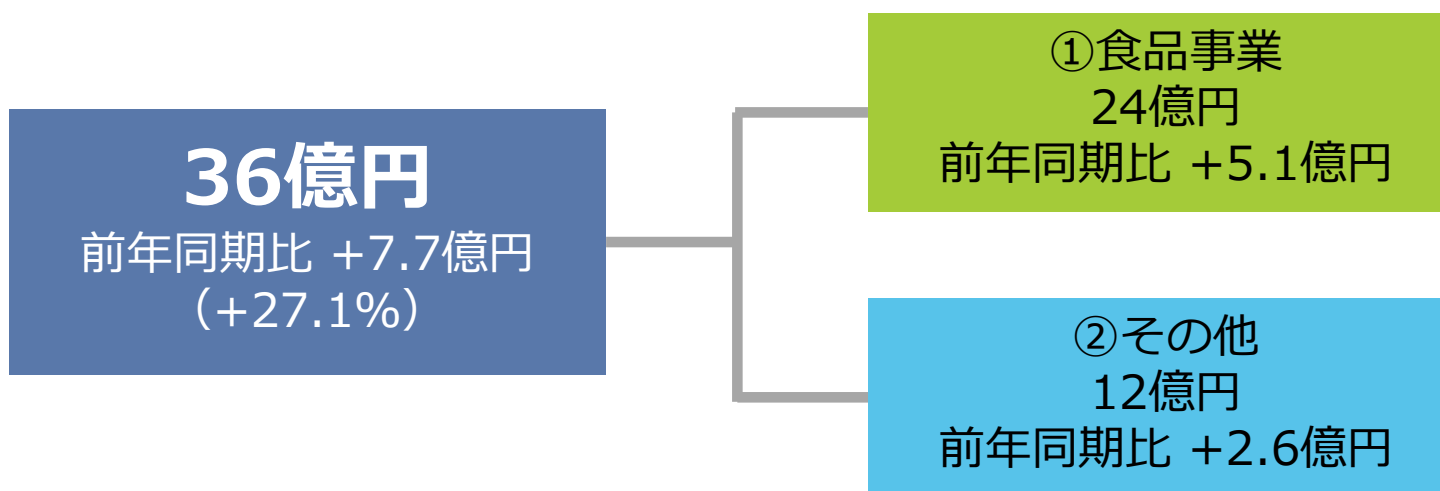 36億円
前年同期比 +7.7億円
（+27.1%）
①食品事業
24億円
前年同期比 +5.1億円
②その他
12億円
前年同期比 +2.6億円